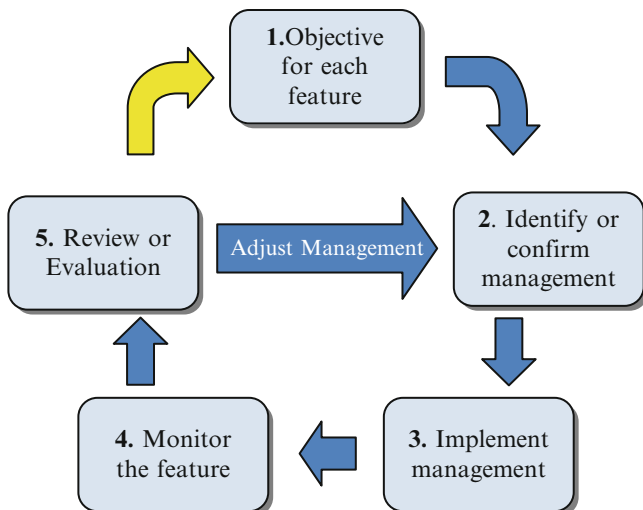 1.Objective
for each
feature
2. Identify or
confirm
management
3. Implement
management
4. Monitor
the feature
5. Review or
Evaluation
Adjust Management